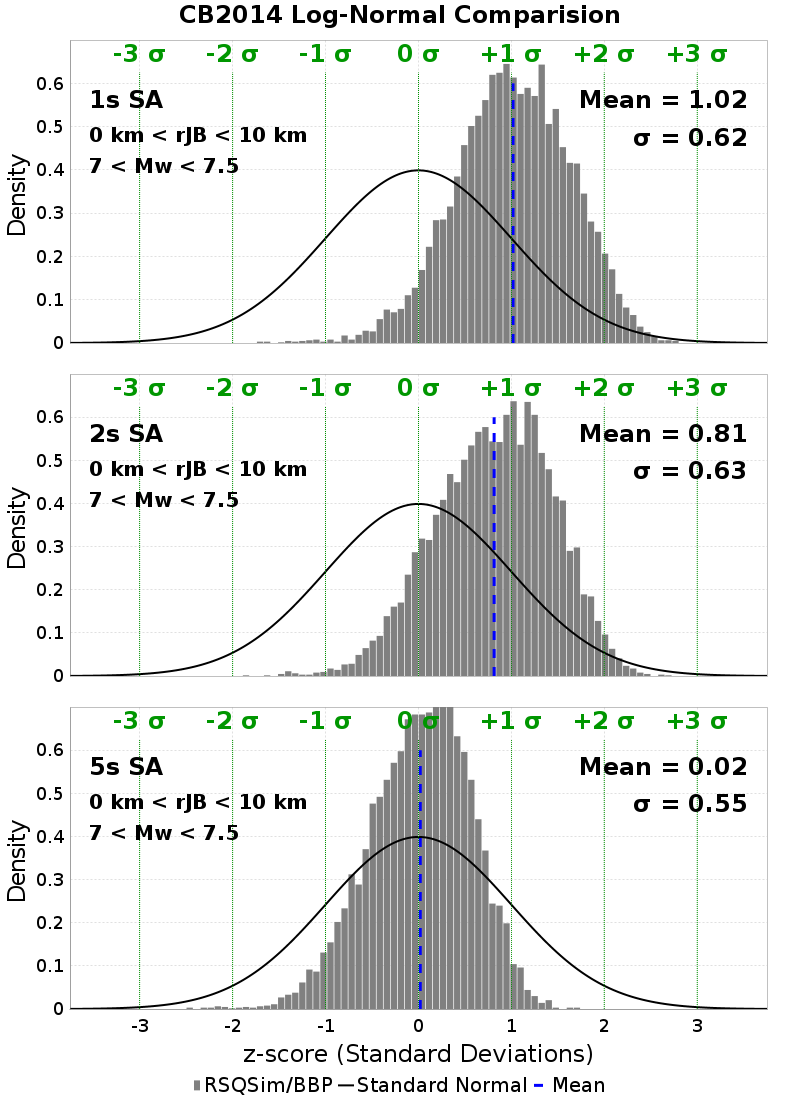 CB2014 Log-Normal Comparision
-3 σ -2 σ -1 σ 0 σ +1 σ +2 σ +3 σ
1s SA
0 km < rJB < 10 km
7 < Mw < 7.5
Mean = 1.02
σ = 0.62
Density
0.6
0.5
0.4
0.3
0.2
0.1
0
-3 σ -2 σ -1 σ 0 σ +1 σ +2 σ +3 σ
2s SA
0 km < rJB < 10 km
7 < Mw < 7.5
Mean = 0.81
σ = 0.63
Density
0.6
0.5
0.4
0.3
0.2
0.1
0
-3 σ -2 σ -1 σ 0 σ +1 σ +2 σ +3 σ
5s SA
0 km < rJB < 10 km
7 < Mw < 7.5
Mean = 0.02
σ = 0.55
Density
0.6
0.5
0.4
0.3
0.2
0.1
0
-3 -2 -1 0 1 2 3
z-score (Standard Deviations)
RSQSim/BBP Standard Normal Mean